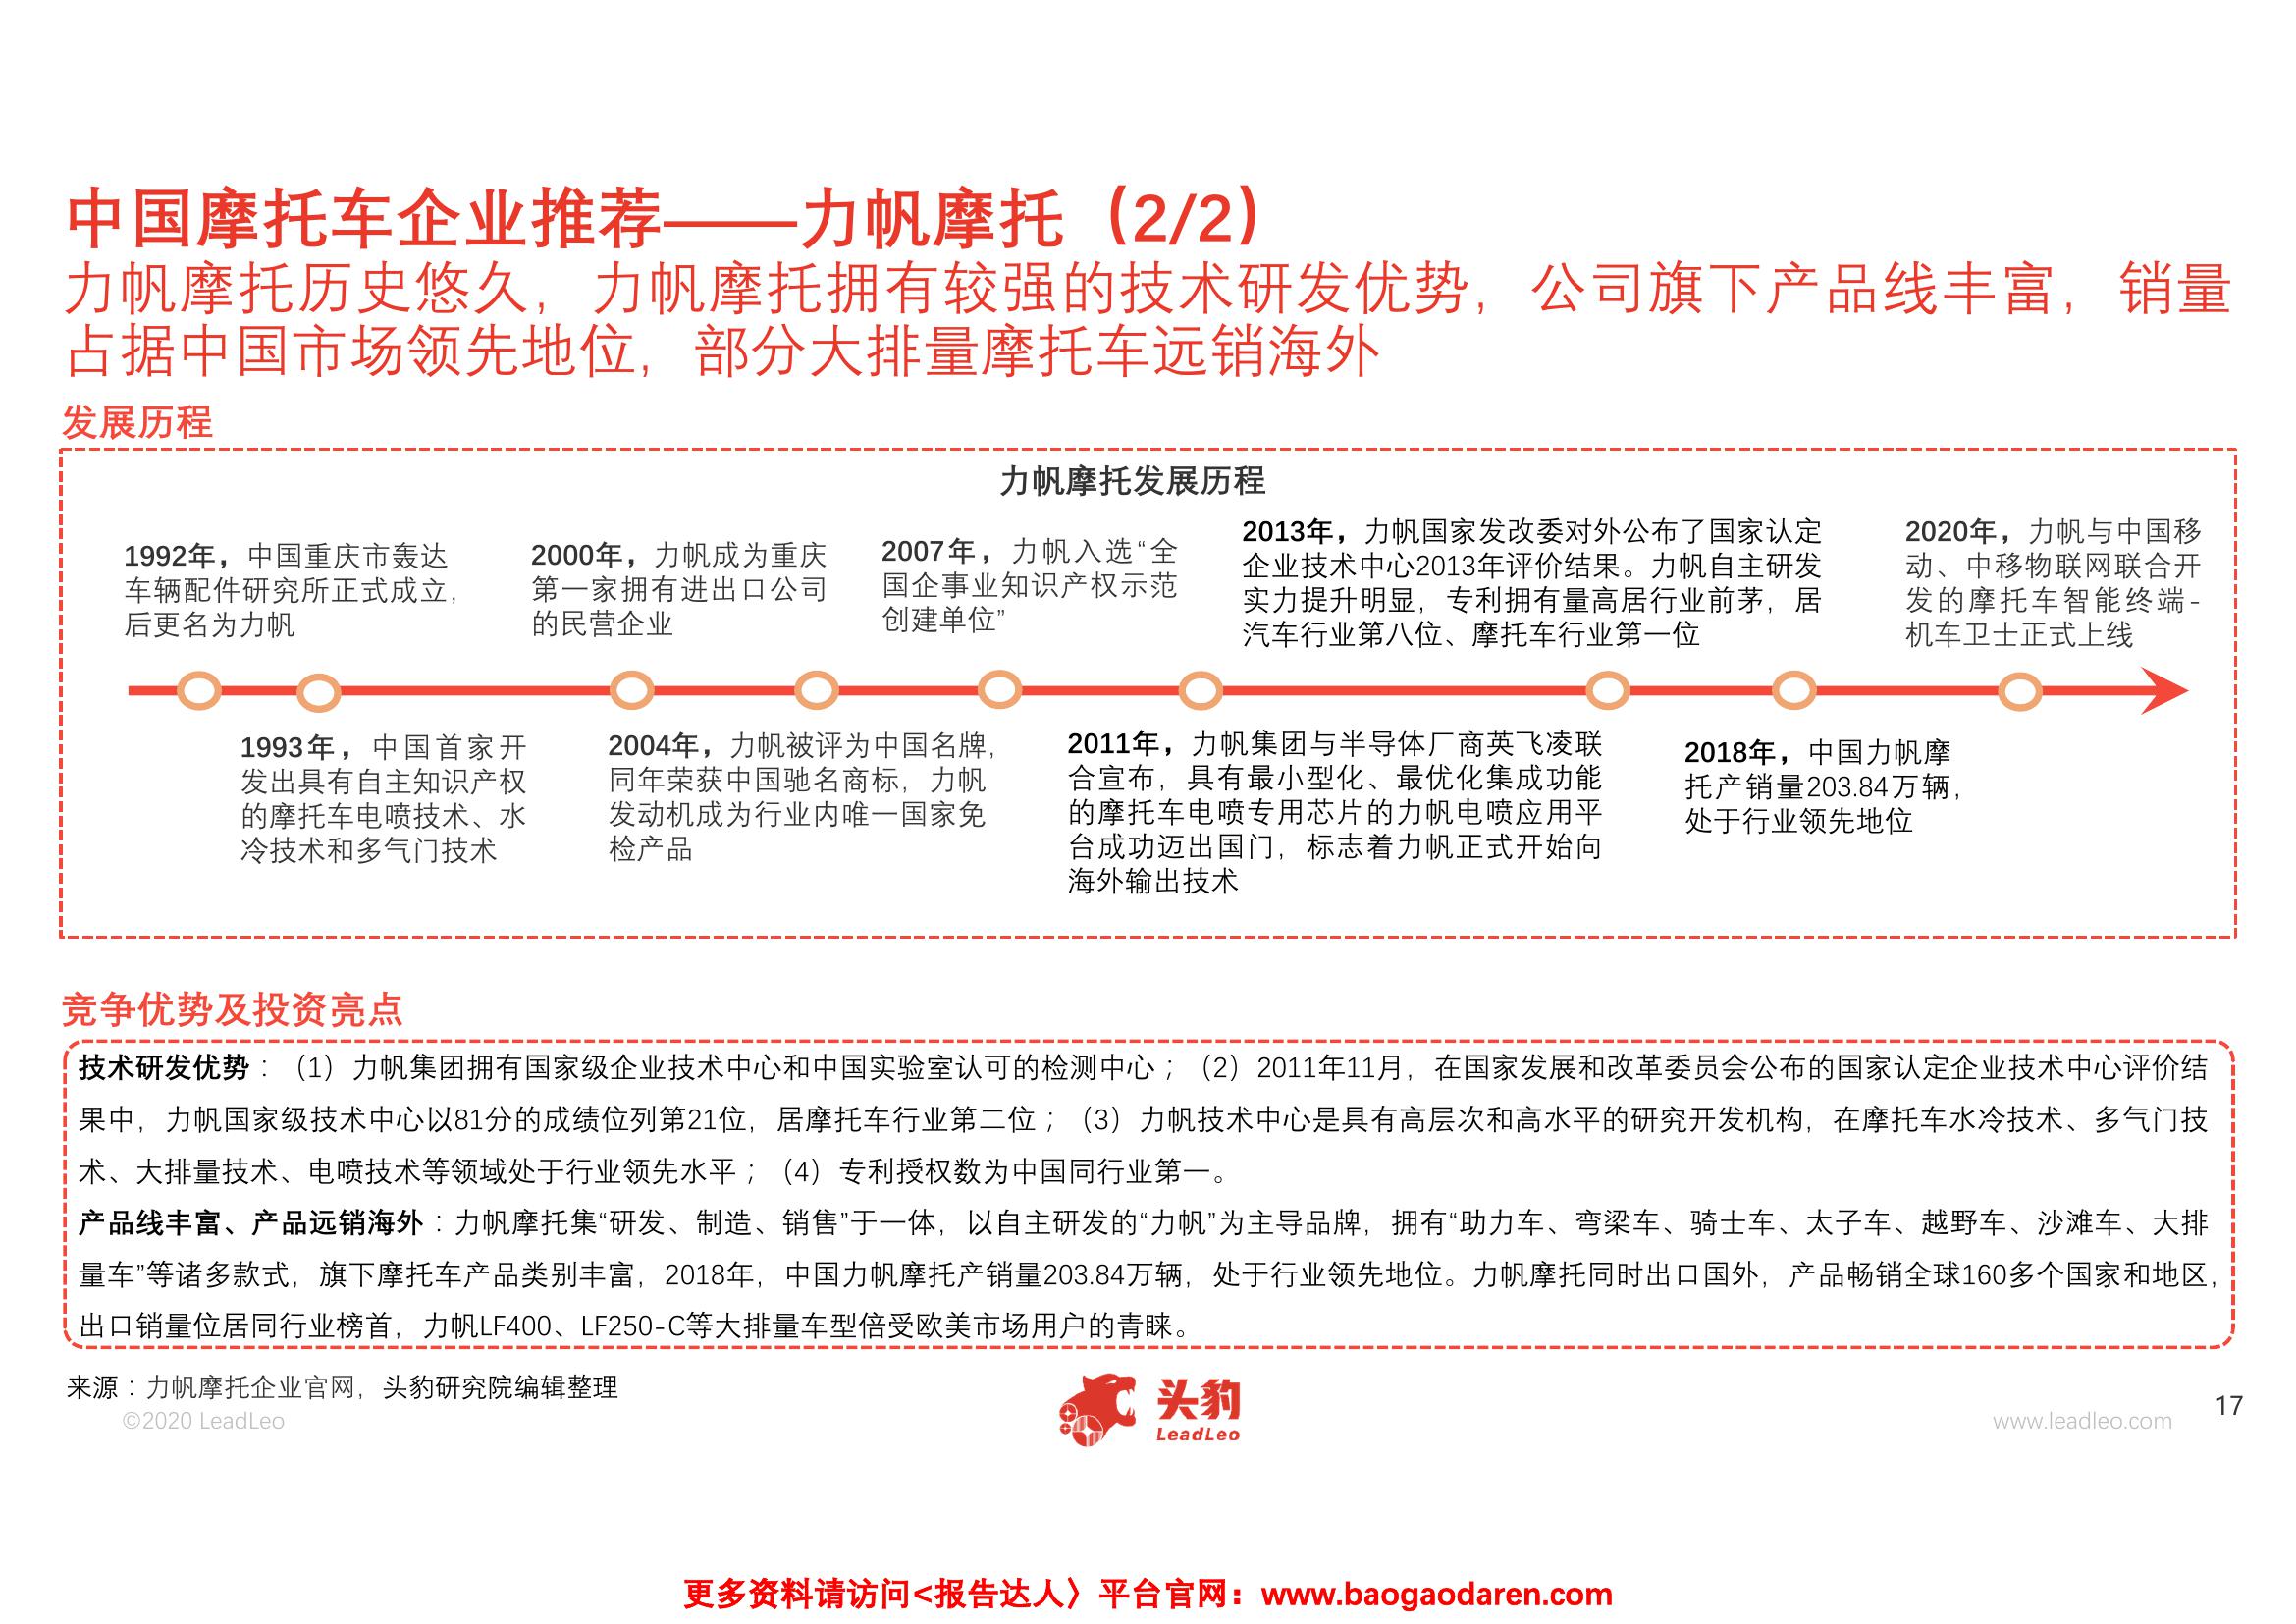 中国摩托车企业推荐——力帆摩托（2/2）
力帆摩托历史悠久，力帆摩托拥有较强的技术研发优势，公司旗下产品线丰富，销量
占据中国市场领先地位，部分大排量摩托车远销海外
发展历程
力帆摩托发展历程
1992年，中国重庆市轰达
车辆配件研究所正式成立，
后更名为力帆
2000年，力帆成为重庆
第一家拥有进出口公司
的民营企业
2007年，力帆入选“全
国企事业知识产权示范
创建单位”
2013年，力帆国家发改委对外公布了国家认定
企业技术中心2013年评价结果。力帆自主研发
实力提升明显，专利拥有量高居行业前茅，居
汽车行业第八位、摩托车行业第一位
2020年，力帆与中国移
动、中移物联网联合开
发的摩托车智能终端-
机车卫士正式上线
1993年，中国首家开
发出具有自主知识产权
的摩托车电喷技术、水
冷技术和多气门技术
2004年，力帆被评为中国名牌，
同年荣获中国驰名商标，力帆
发动机成为行业内唯一国家免
检产品
2011年，力帆集团与半导体厂商英飞凌联
合宣布，具有最小型化、最优化集成功能
的摩托车电喷专用芯片的力帆电喷应用平
台成功迈出国门，标志着力帆正式开始向
海外输出技术
2018年，中国力帆摩
托产销量203.84万辆，
处于行业领先地位
竞争优势及投资亮点
技术研发优势：（1）力帆集团拥有国家级企业技术中心和中国实验室认可的检测中心；（2）2011年11月，在国家发展和改革委员会公布的国家认定企业技术中心评价结
果中，力帆国家级技术中心以81分的成绩位列第21位，居摩托车行业第二位；（3）力帆技术中心是具有高层次和高水平的研究开发机构，在摩托车水冷技术、多气门技
术、大排量技术、电喷技术等领域处于行业领先水平；（4）专利授权数为中国同行业第一。
产品线丰富、产品远销海外：力帆摩托集“研发、制造、销售”于一体，以自主研发的“力帆”为主导品牌，拥有“助力车、弯梁车、骑士车、太子车、越野车、沙滩车、大排
量车”等诸多款式，旗下摩托车产品类别丰富，2018年，中国力帆摩托产销量203.84万辆，处于行业领先地位。力帆摩托同时出口国外，产品畅销全球160多个国家和地区，
出口销量位居同行业榜首，力帆LF400、LF250-C等大排量车型倍受欧美市场用户的青睐。
来源：力帆摩托企业官网，头豹研究院编辑整理
©2020 LeadLeo
头豹
LeadLeo
www.leadleo.com
17
更多资料请访问<报告达人〉平台官网：www.baogaodaren.com